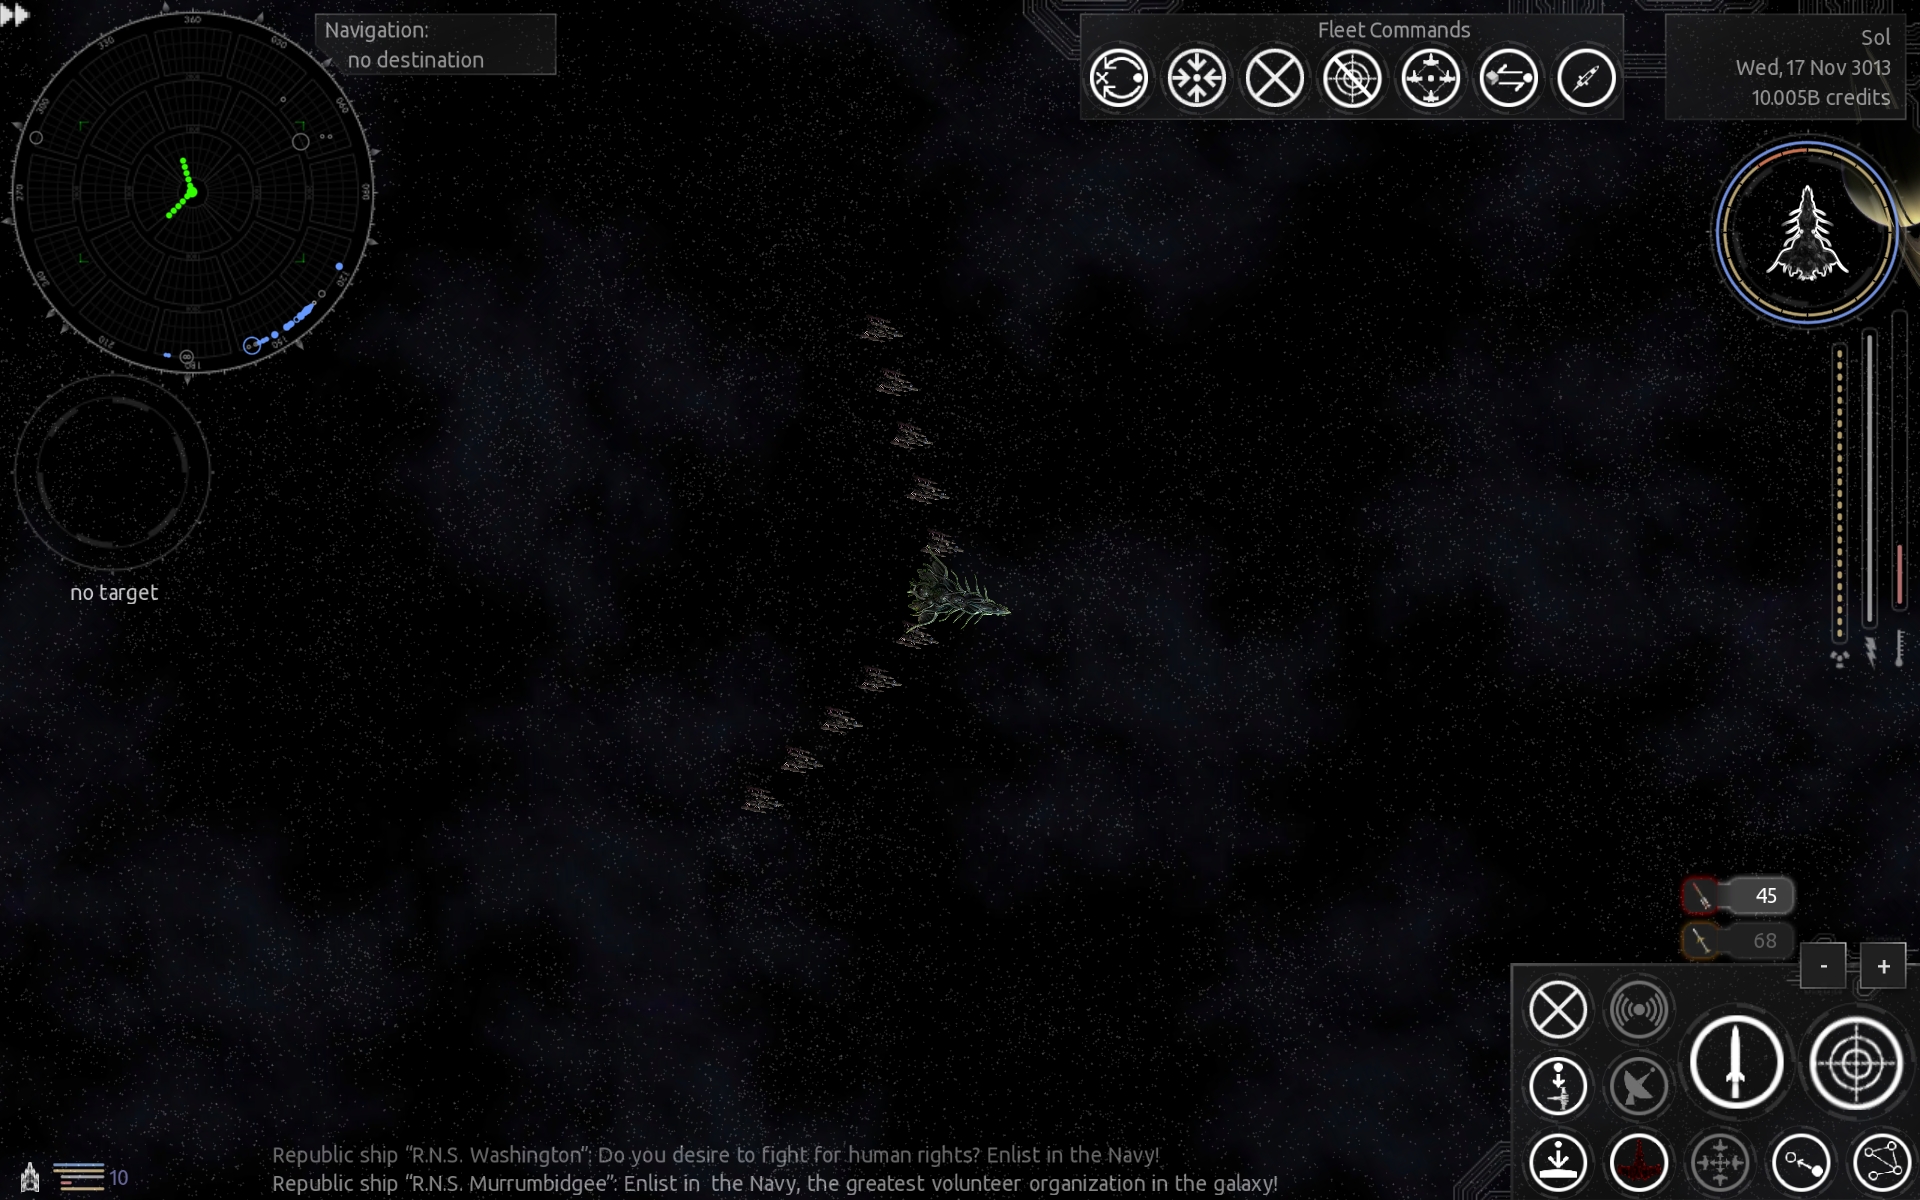 Navigation:
no destination
Fleet Commands
Sol
Wed, 17 Nov 3013
10.005B credits
no target
45
68
- +
Republic ship “R.N.S. Washington”: Do you desire to fight for human rights? Enlist in the Navy!
Republic ship “R.N.S. Murrumbidgee”: Enlist in the Navy, the greatest volunteer organization in the galaxy!
10